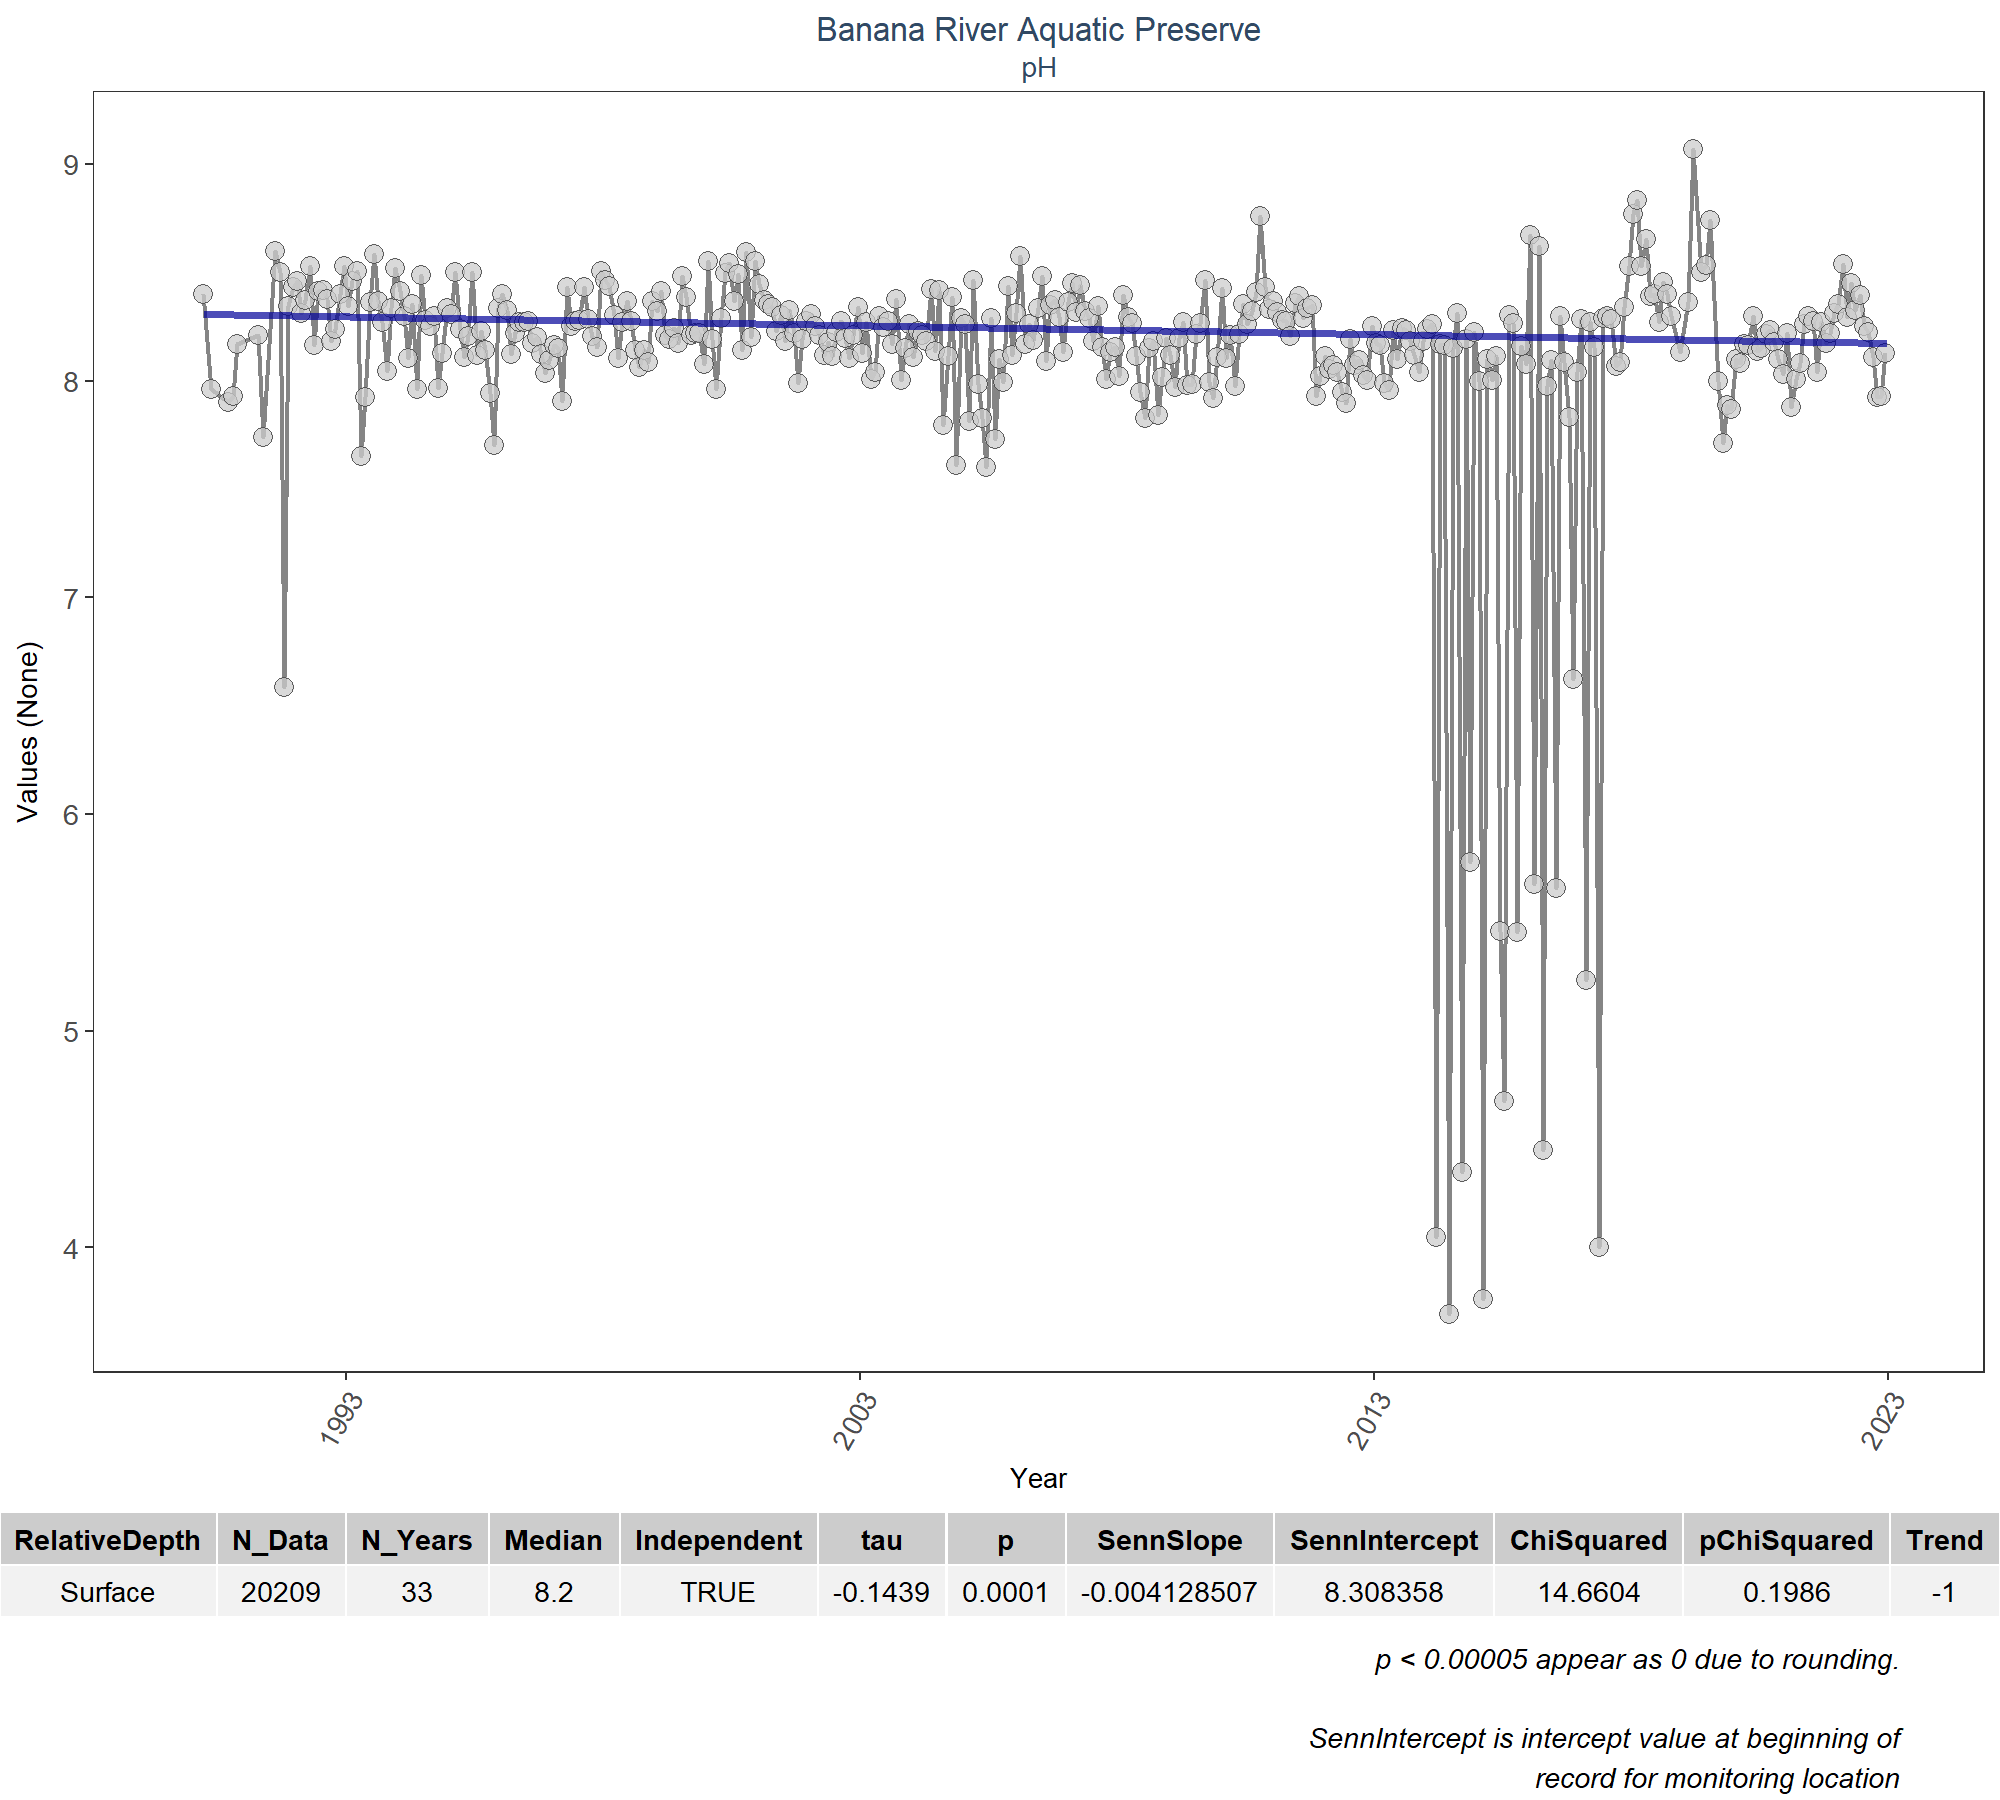 Banana River Aquatic Preserve
pH
9
8
7
6
5
4
Values (None)
1993
2003
2013
2023
Year
RelativeDepth N_Data N_Years Median Independent tau p SennSlope SennIntercept ChiSquared pChiSquared Trend
Surface 20209 33 8.2 TRUE -0.1439 0.0001 -0.004128507 8.308358 14.6604 0.1986 -1
p < 0.00005 appear as 0 due to rounding.
SennIntercept is intercept value at beginning of
record for monitoring location